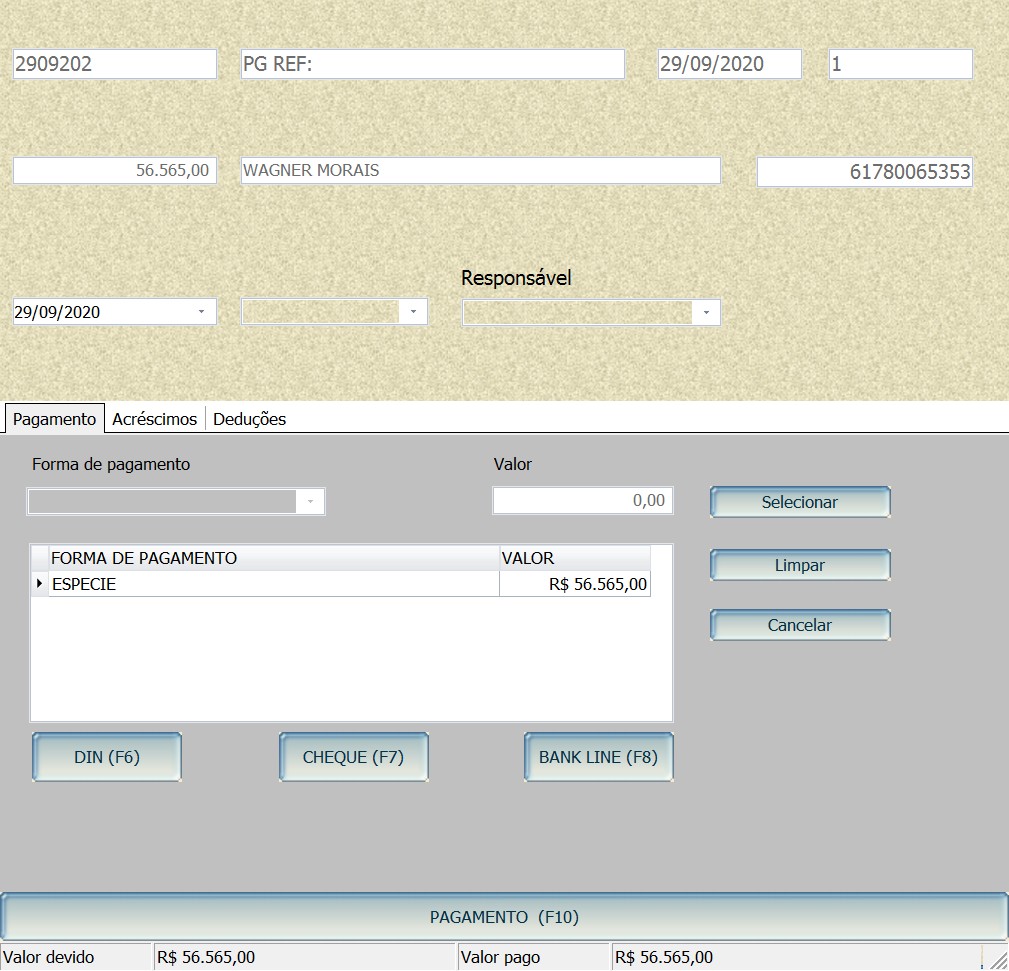 2909202 PG REF: 29/09/2020 1
56.565,00 WAGNER MORAIS 61780065353
Responsável
29/09/2020
Pagamento Acréscimos Deduções
Forma de pagamento Valor
0,00 Selecionar
FORMA DE PAGAMENTO VALOR
Limpar
ESPECIE R$ 56.565,00
Cancelar
DIN (F6) CHEQUE (F7) BANK LINE (F8)
PAGAMENTO (F10)
Valor devido R$ 56.565,00 Valor pago R$ 56.565,00